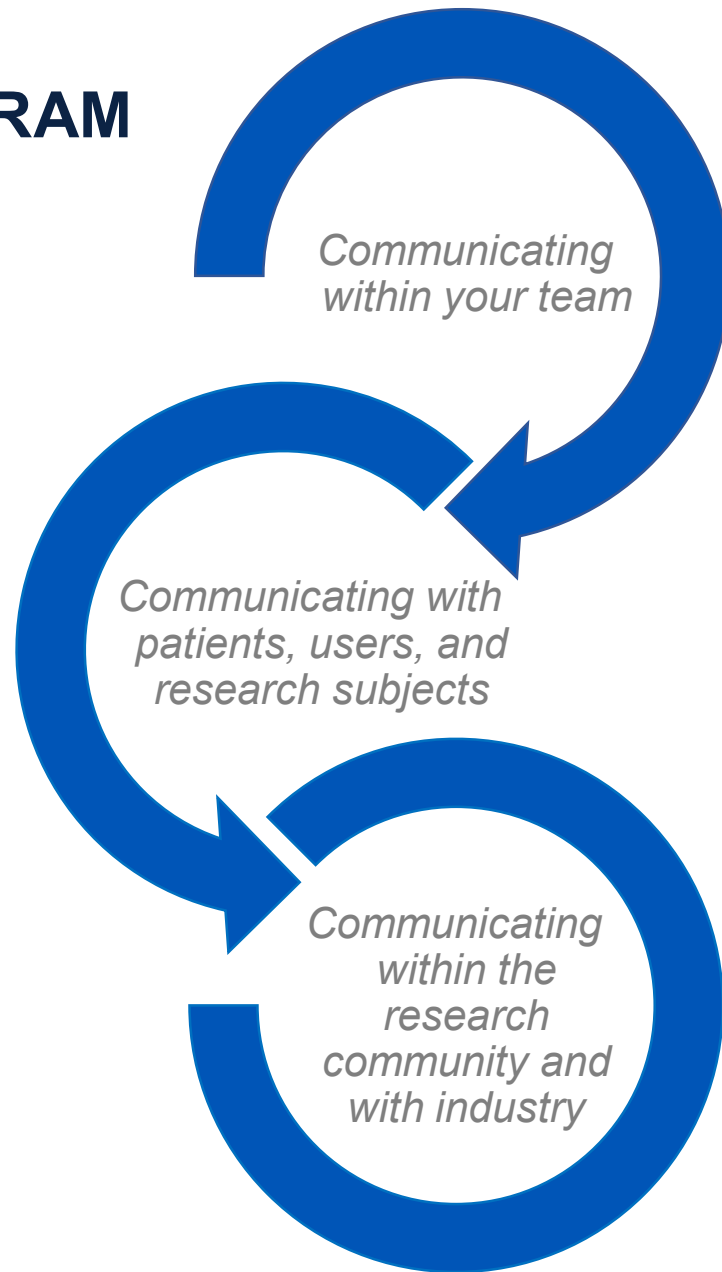 RAM
Communicating
within your team
Communicating with
patients, users, and
research subjects
Communicating
within the
research
community and
with industry